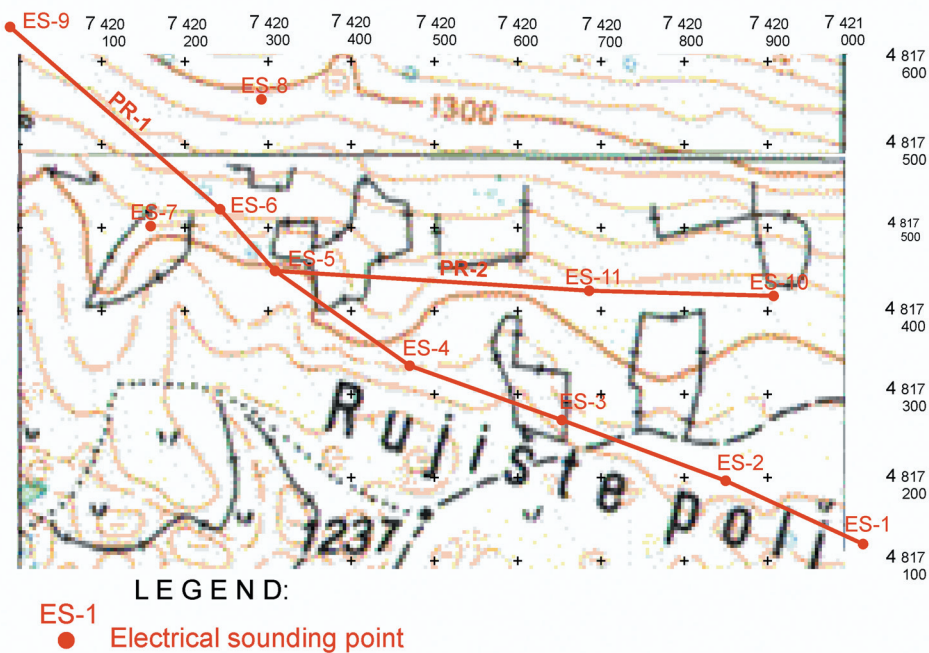 ES-9
7 420 100
7 420 200
7 420 300
7 420 400
7 420 500
7 420 600
7 420 700
7 420 800
7 420 900
7 421 000
4 817 600
PR-1
ES-8
1300
4 817 500
ES-6
ES-7
4 817 500
ES-5
PR-2
ES-11
ES-10
4 817 400
ES-4
4 817 300
ES-3
Rujište polj
ES-2
4 817 200
ES-1
1237
4 817 100
LEGEND:
ES-1
Electrical sounding point